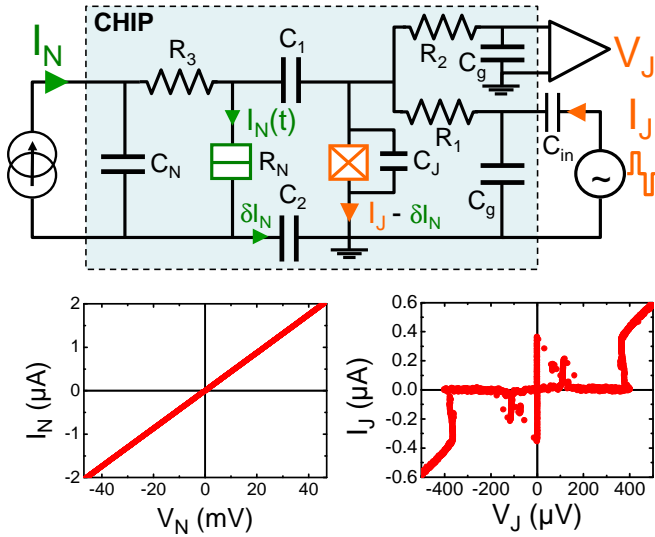 CHIP
I_N
R_3
C_1
R_2
C_g
V_J
I_N(t)
R_1
C_in
I_J
C_N
R_N
C_J
C_g
~
δI_N
C_2
I_J - δI_N
2
1
0
-1
-2
I_N (μA)
-40 -20 0 20 40
V_N (mV)
0.6
0.4
0.2
0.0
-0.2
-0.4
-0.6
I_J (μA)
-400 -200 0 200 400
V_J (μV)